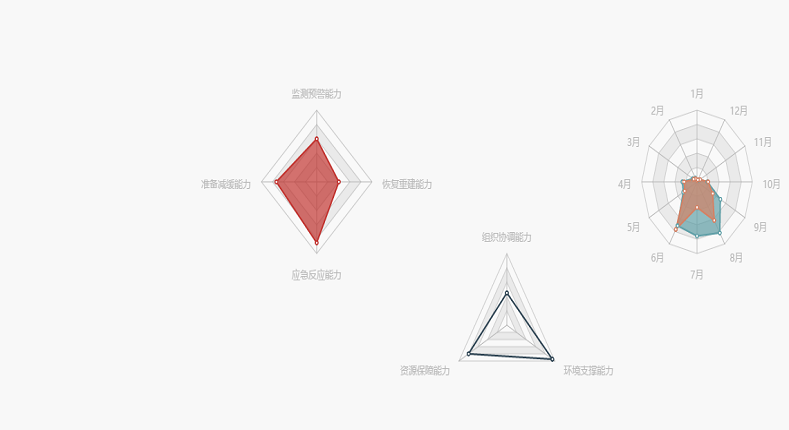 监测预警能力
准备减缓能力
恢复重建能力
应急反应能力
组织协调能力
资源保障能力
环境支撑能力
1月
2月
12月
3月
11月
4月
10月
5月
9月
6月
8月
7月